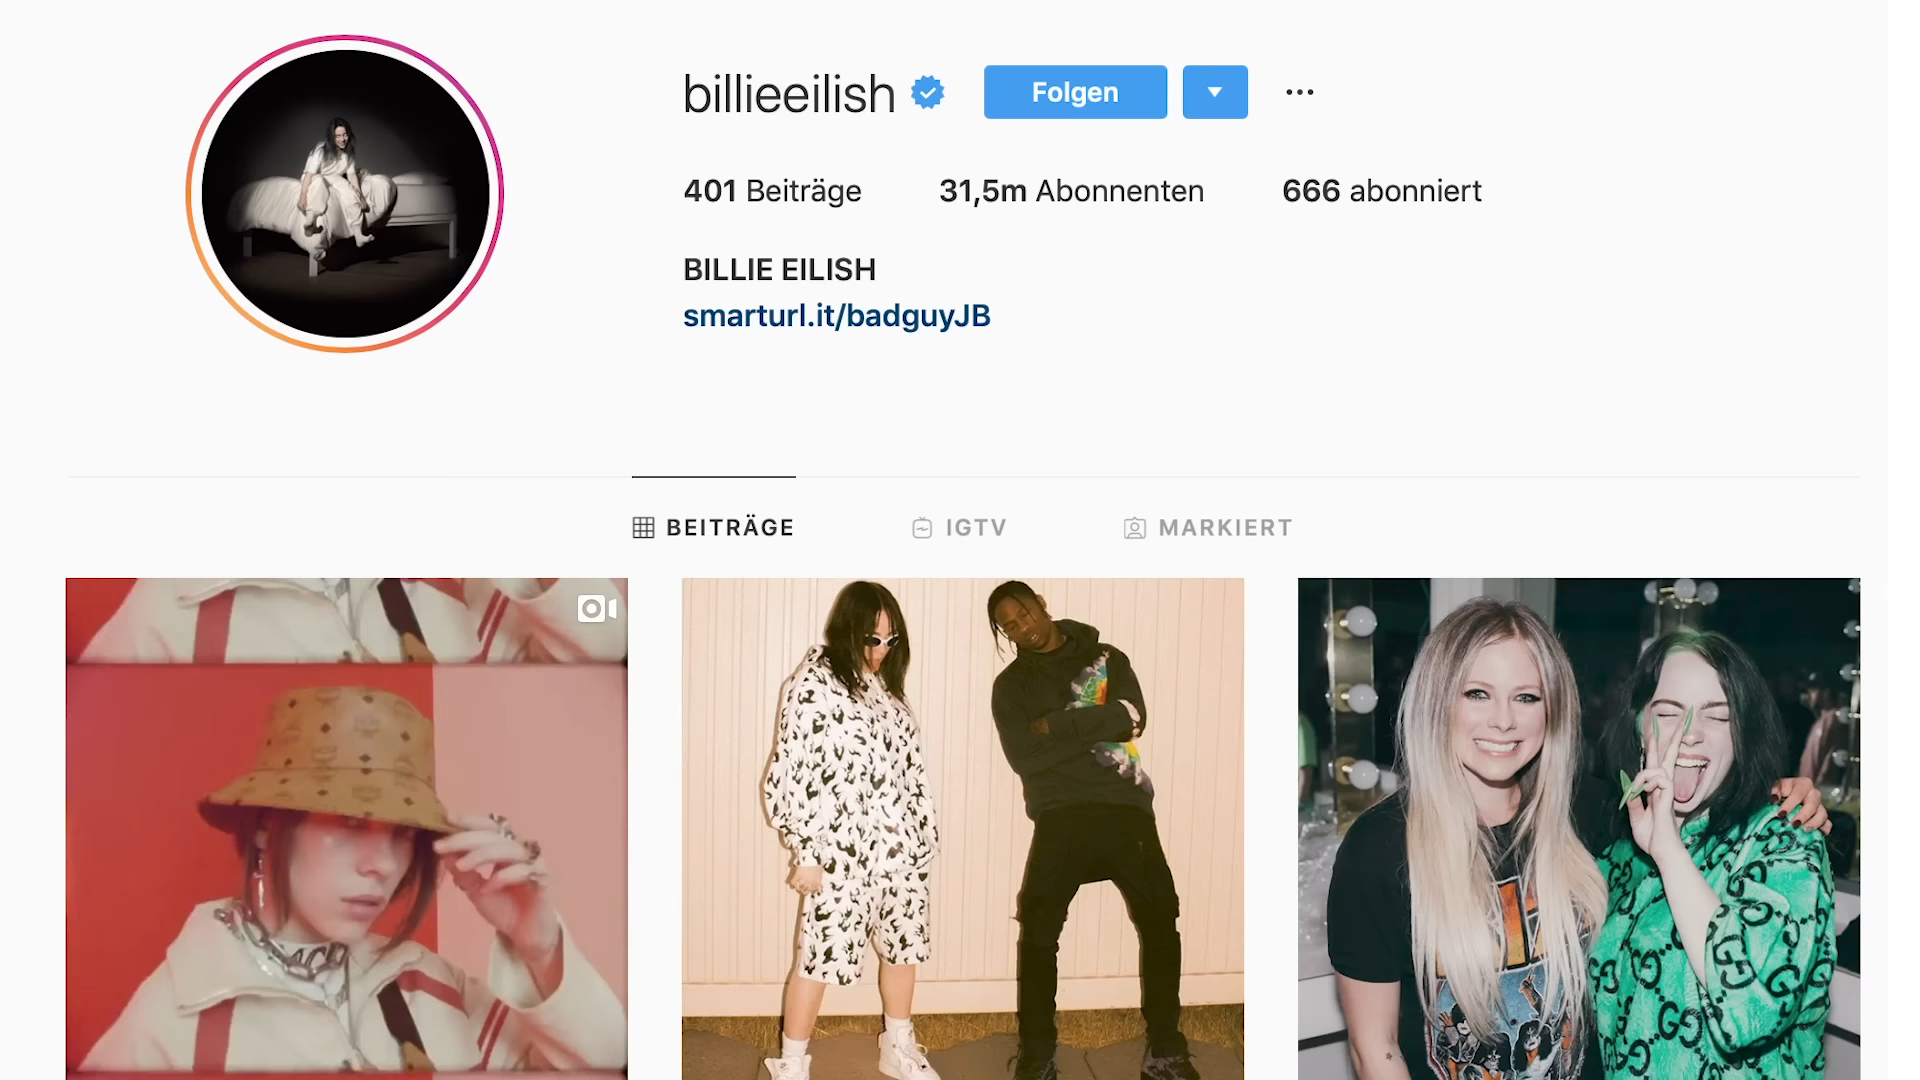 billieeilish
Folgen
401 Beiträge 31,5m Abonnenten 666 abonniert
BILLIE EILISH
smarturl.it/badguyJB
BEITRÄGE IGTV MARKIERT